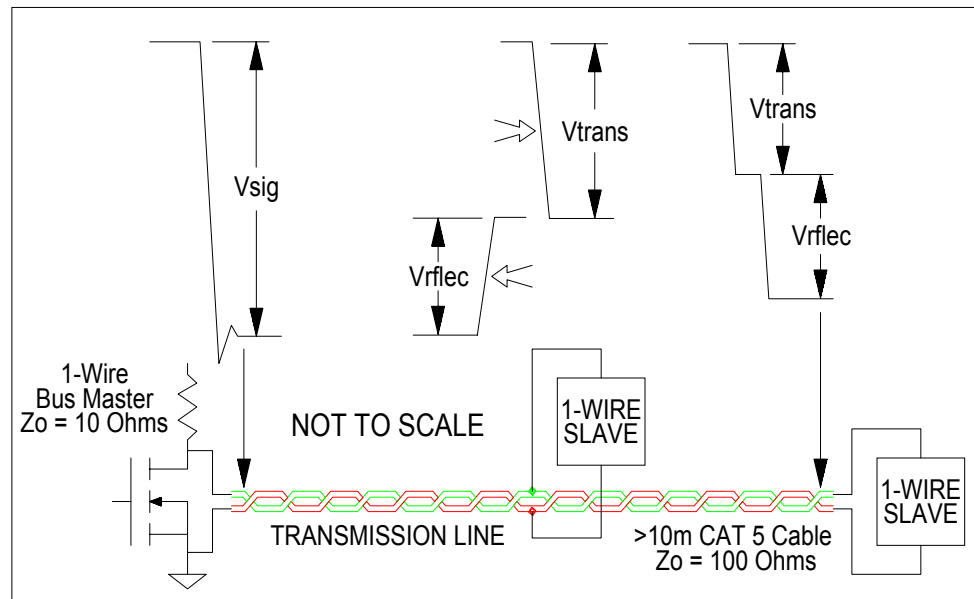 Vsig
Vtrans
Vrflec
Vtrans
Vrflec
1-Wire
Bus Master
Zo = 10 Ohms
NOT TO SCALE
1-WIRE
SLAVE
1-WIRE
SLAVE
TRANSMISSION LINE
>10m CAT 5 Cable
Zo = 100 Ohms